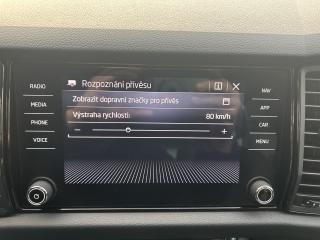 Rozpoznání přívěsu
RADIO
NAV
Zobrazit dopravní značky pro přívěs
MEDIA
APP
Výstraha rychlosti: 80 km/h
PHONE
CAR
− +
VOICE
MENU